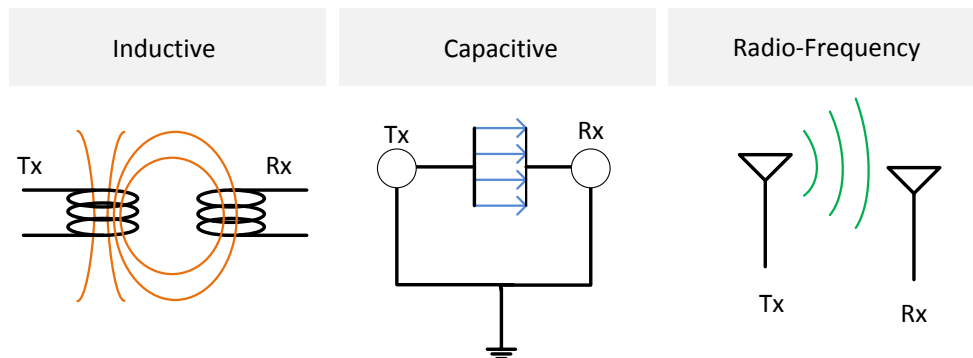 Inductive
Capacitive
Radio-Frequency
Tx
Rx
Tx
Rx
Tx
Rx